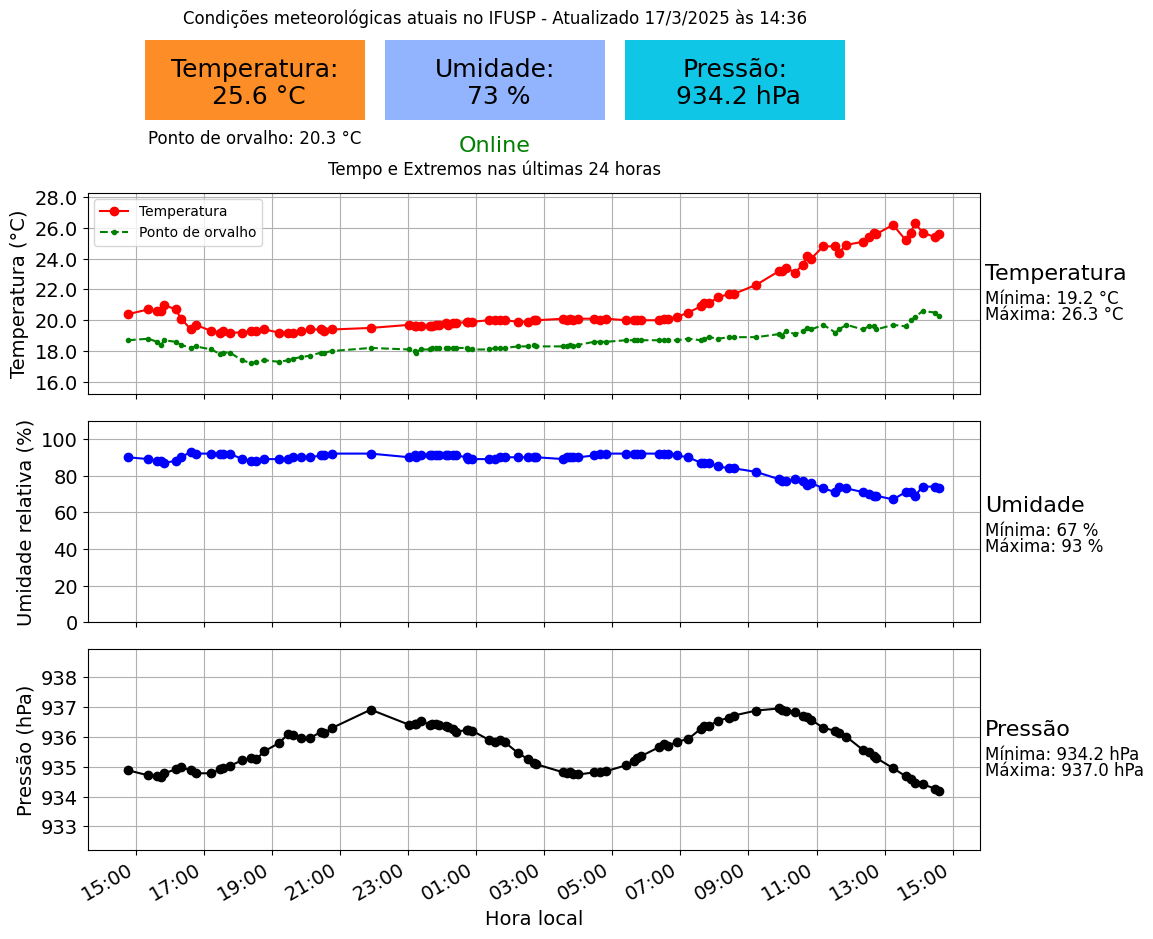 Condições meteorológicas atuais no IFUSP - Atualizado 17/3/2025 às 14:36
Temperatura:
25.6 °C
Umidade:
73 %
Pressão:
934.2 hPa
Ponto de orvalho: 20.3 °C
Online
Tempo e Extremos nas últimas 24 horas
Temperatura (°C)
28.0
26.0
24.0
22.0
20.0
18.0
16.0
Temperatura
Ponto de orvalho
Temperatura
Mínima: 19.2 °C
Máxima: 26.3 °C
Umidade relativa (%)
100
80
60
40
20
0
Umidade
Mínima: 67 %
Máxima: 93 %
Pressão (hPa)
938
937
936
935
934
933
Pressão
Mínima: 934.2 hPa
Máxima: 937.0 hPa
15:00 17:00 19:00 21:00 23:00 01:00 03:00 05:00 07:00 09:00 11:00 13:00 15:00
Hora local